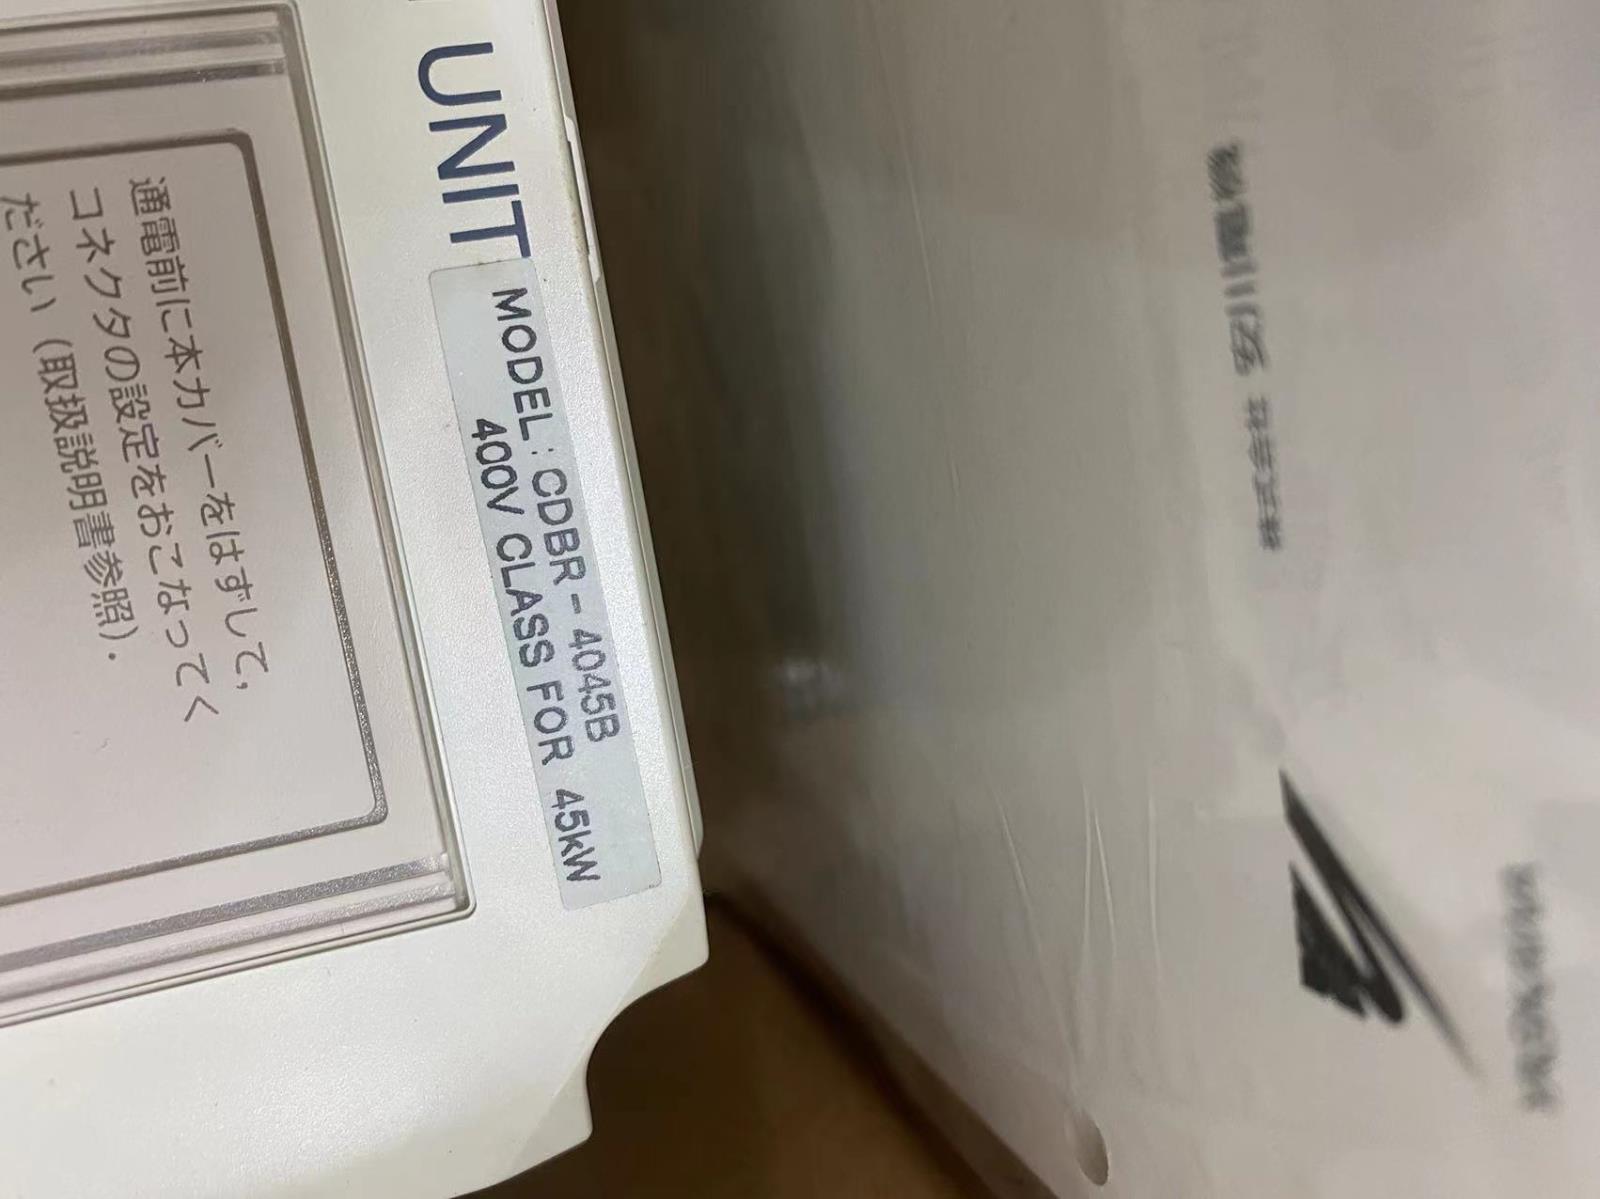 UNIT
MODEL : CDBR - 4045B
400V CLASS FOR 45kW
通電前に本カバーをはずして,
コネクタの設定をおこなってく
ださい (取扱説明書参照).